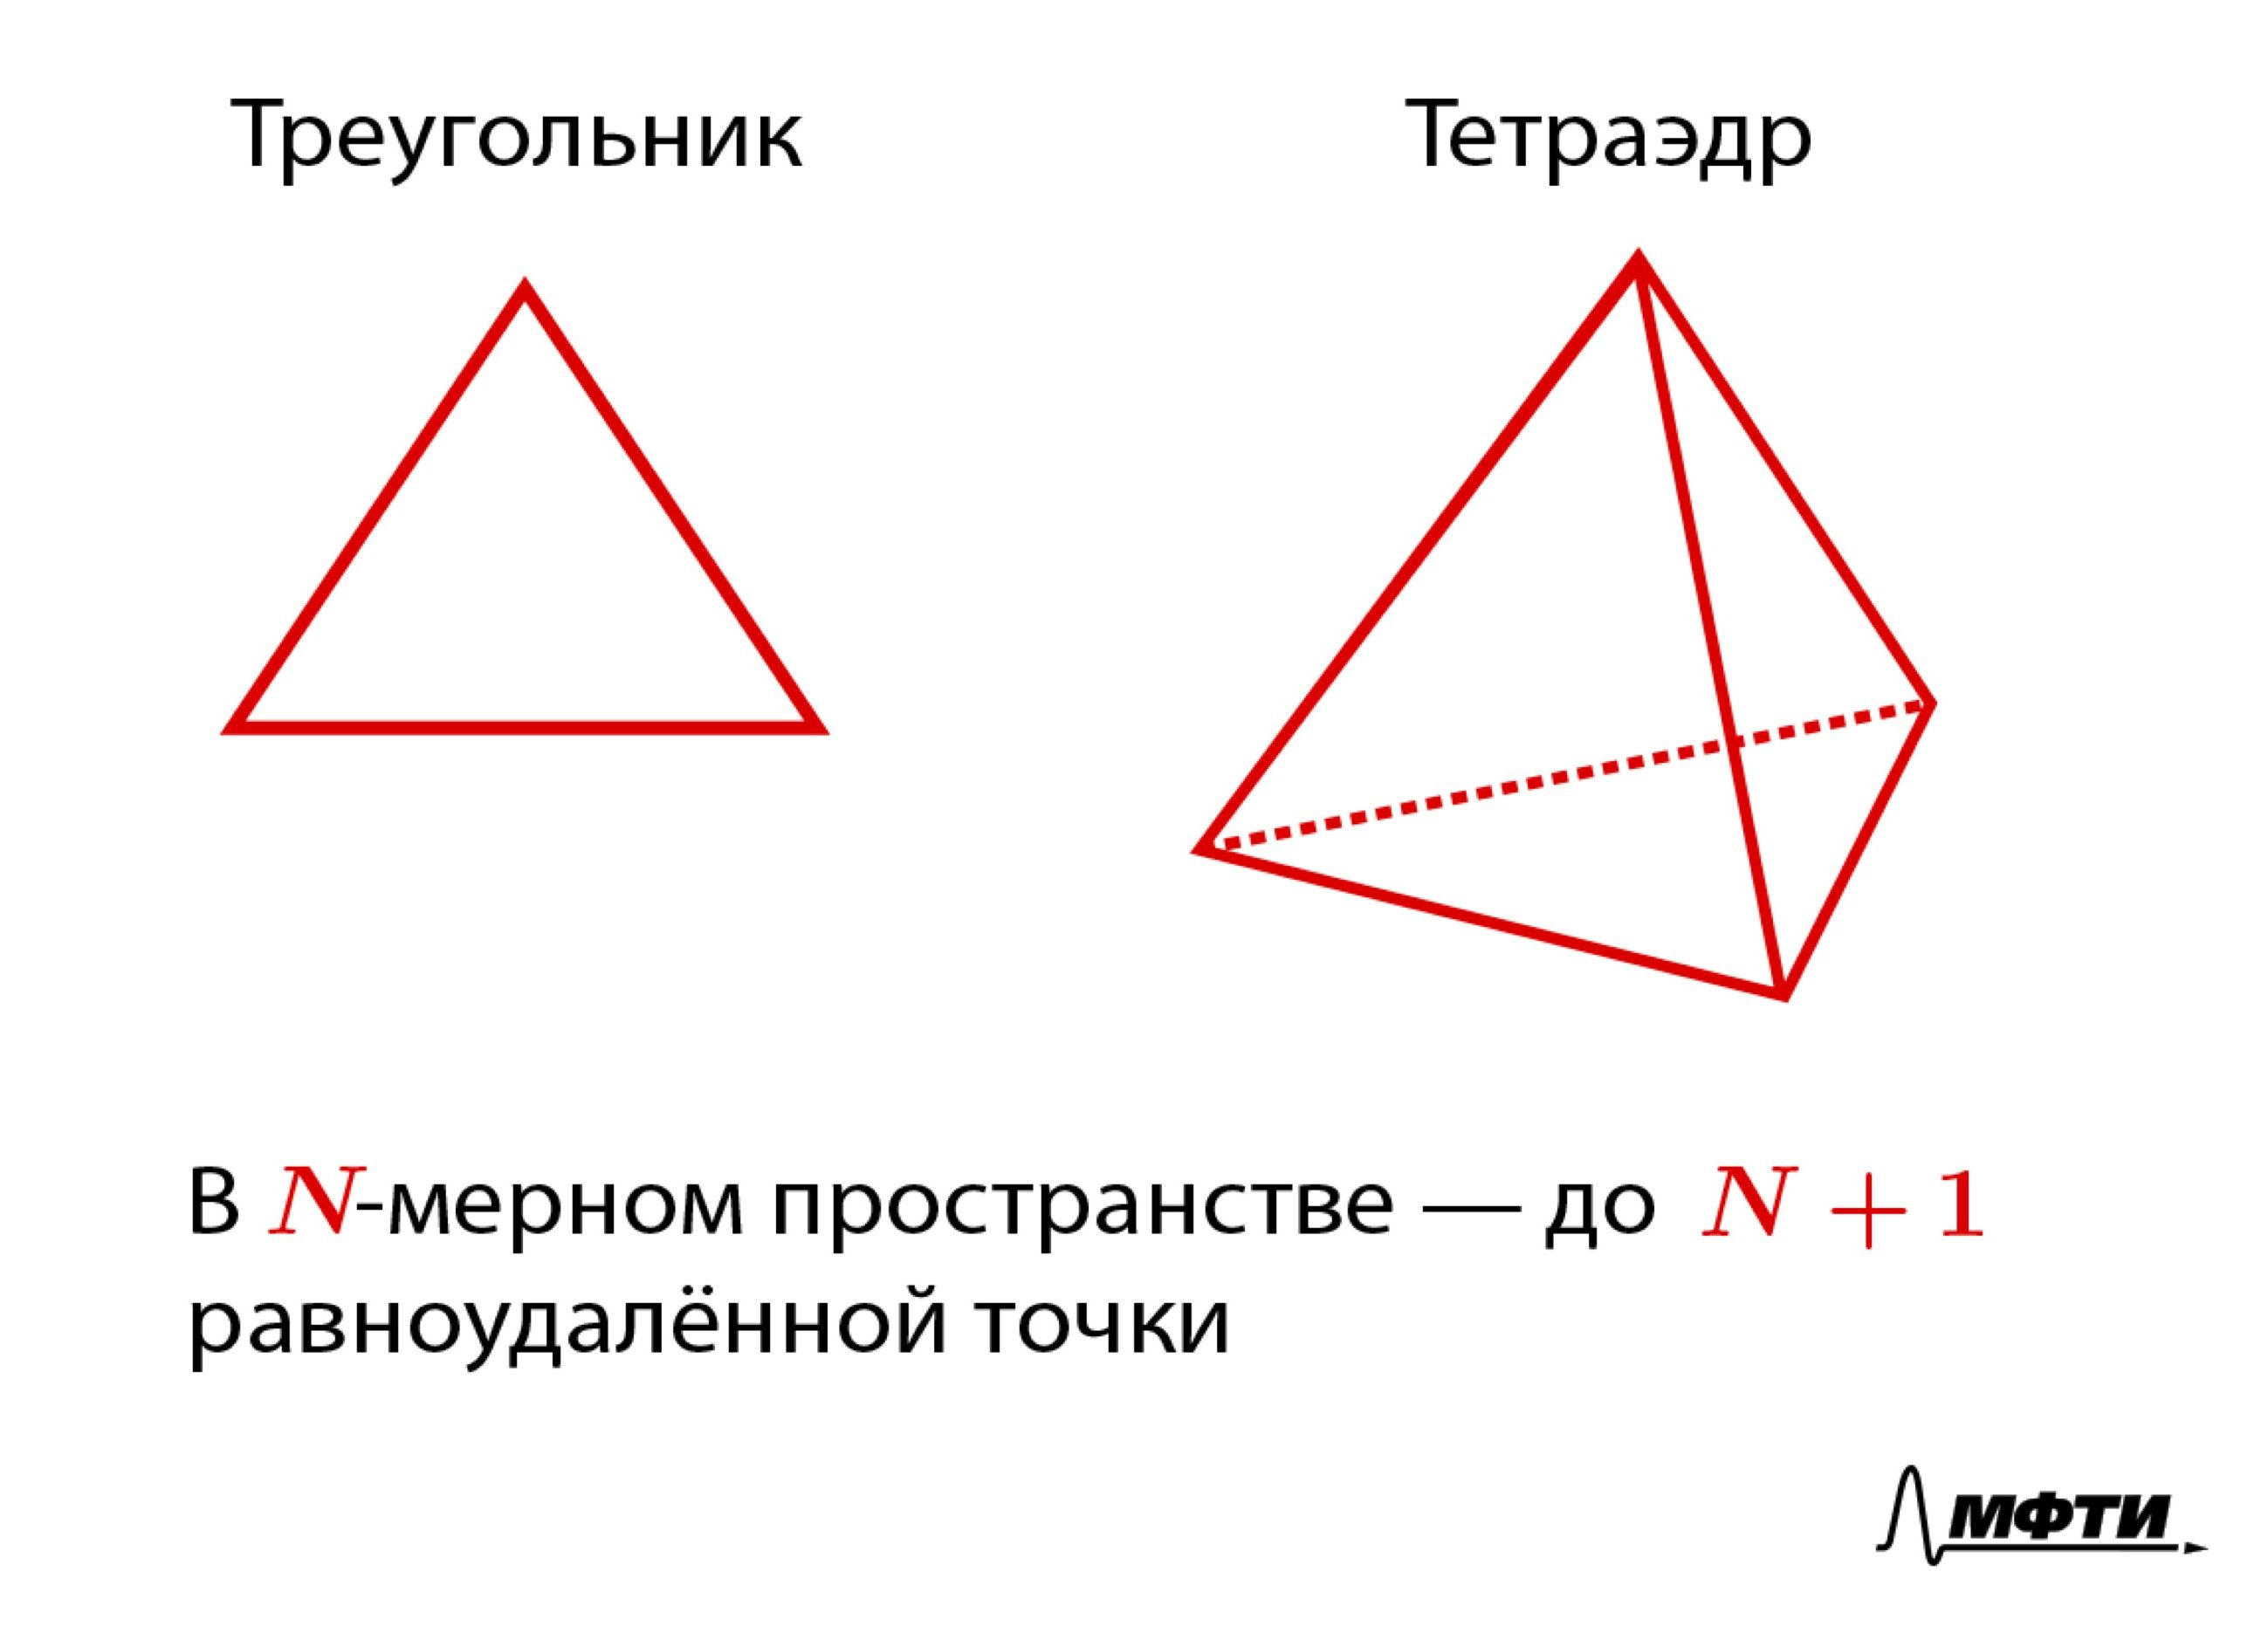 Треугольник
Тетраэдр
В N-мерном пространстве — до N + 1
равноудалённой точки
МФТИ